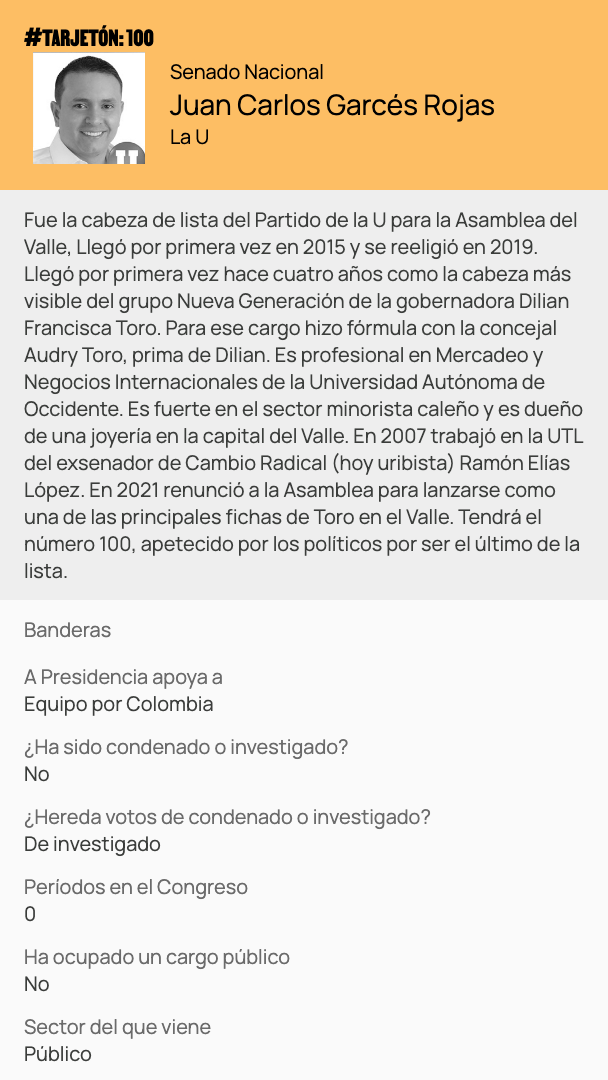 #TARJETÓN: 100
Senado Nacional
Juan Carlos Garcés Rojas
La U
Fue la cabeza de lista del Partido de la U para la Asamblea del
Valle, Llegó por primera vez en 2015 y se reeligió en 2019.
Llegó por primera vez hace cuatro años como la cabeza más
visible del grupo Nueva Generación de la gobernadora Dilian
Francisca Toro. Para ese cargo hizo fórmula con la concejal
Audry Toro, prima de Dilian. Es profesional en Mercadeo y
Negocios Internacionales de la Universidad Autónoma de
Occidente. Es fuerte en el sector minorista caleño y es dueño
de una joyería en la capital del Valle. En 2007 trabajó en la UTL
del exsenador de Cambio Radical (hoy uribista) Ramón Elías
López. En 2021 renunció a la Asamblea para lanzarse como
una de las principales fichas de Toro en el Valle. Tendrá el
número 100, apetecido por los políticos por ser el último de la
lista.
Banderas
A Presidencia apoya a
Equipo por Colombia
¿Ha sido condenado o investigado?
No
¿Hereda votos de condenado o investigado?
De investigado
Períodos en el Congreso
0
Ha ocupado un cargo público
No
Sector del que viene
Público